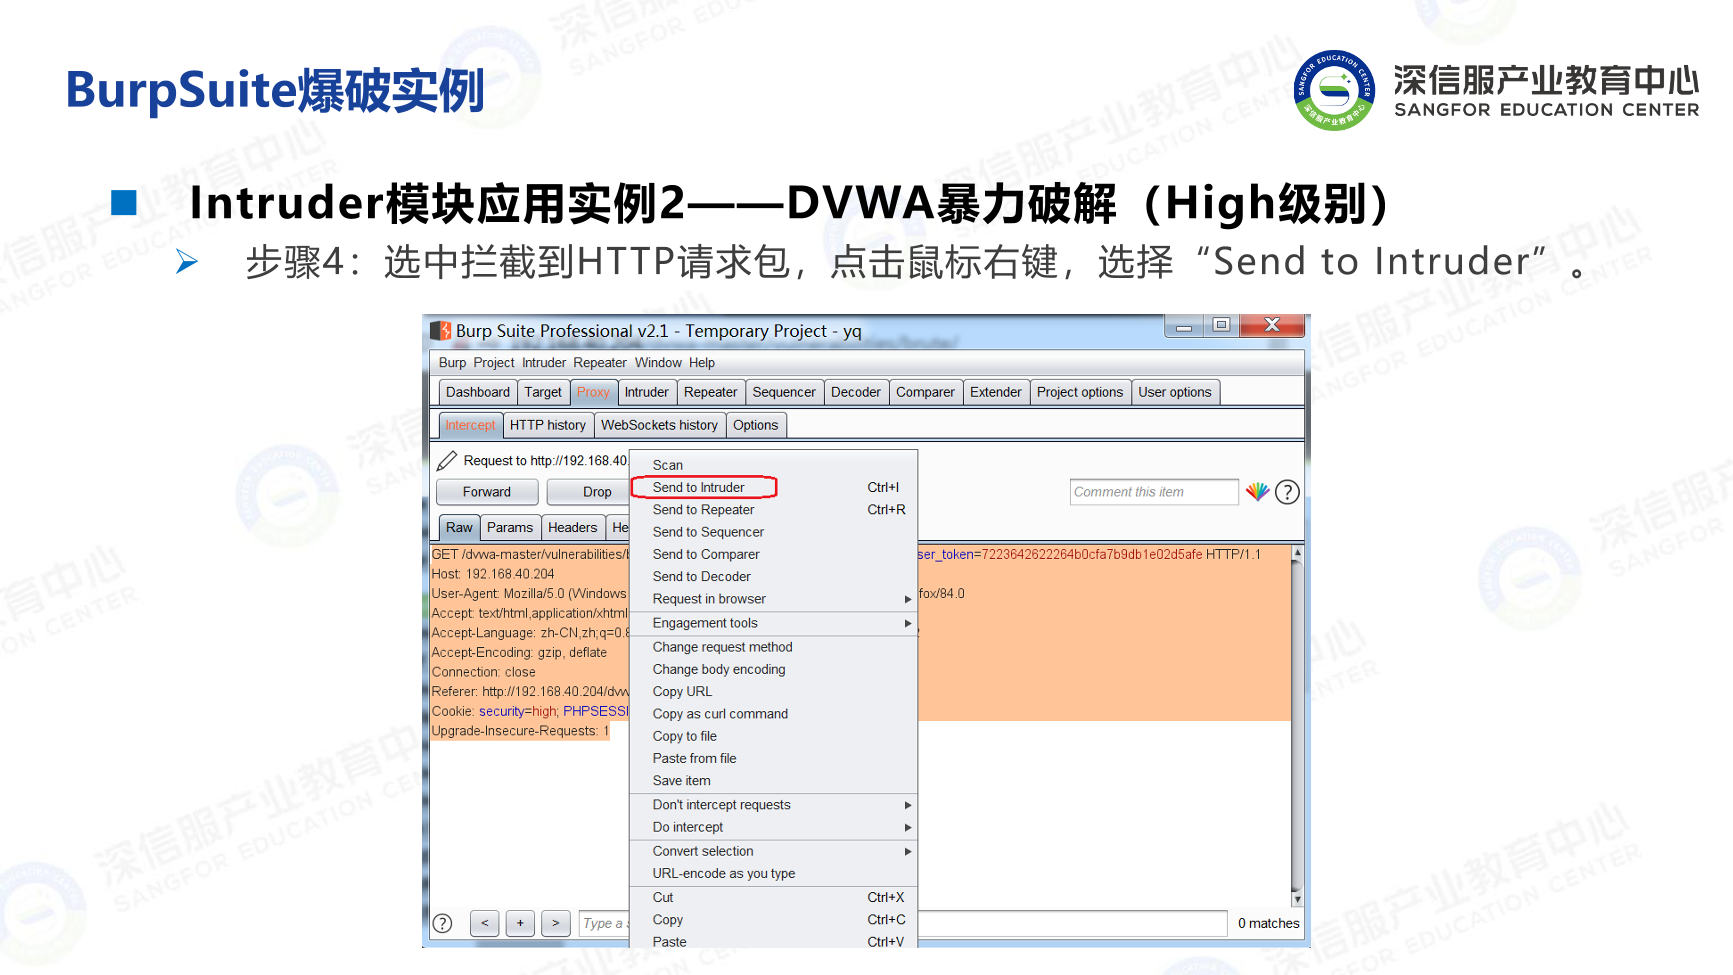 BurpSuite爆破实例
深信服产业教育中心
SANGFOR EDUCATION CENTER
Intruder模块应用实例2——DVWA暴力破解（High级别）
步骤4：选中拦截到HTTP请求包，点击鼠标右键，选择“Send to Intruder”。
Burp Suite Professional v2.1 - Temporary Project - yq
Burp Project Intruder Repeater Window Help
Dashboard Target Proxy Intruder Repeater Sequencer Decoder Comparer Extender Project options User options
Intercept HTTP history WebSockets history Options
Request to http://192.168.40.
Forward Drop
Comment this item
?
Raw Params Headers He
GET /dvwa-master/vulnerabilities/ ser_token=7223642622264b0cfa7b9db1e02d5afe HTTP/1.1
Host: 192.168.40.204
User-Agent: Mozilla/5.0 (Windows fox/84.0
Accept: text/html,application/xhtml
Accept-Language: zh-CN,zh;q=0.8
Accept-Encoding: gzip, deflate
Connection: close
Referer: http://192.168.40.204/dvw
Cookie: security=high; PHPSESSI
Upgrade-Insecure-Requests: 1
Scan
Send to Intruder Ctrl+I
Send to Repeater Ctrl+R
Send to Sequencer
Send to Comparer
Send to Decoder
Request in browser
Engagement tools
Change request method
Change body encoding
Copy URL
Copy as curl command
Copy to file
Paste from file
Save item
Don't intercept requests
Do intercept
Convert selection
URL-encode as you type
Cut Ctrl+X
Copy Ctrl+C
Paste Ctrl+V
? < + > Type a 0 matches